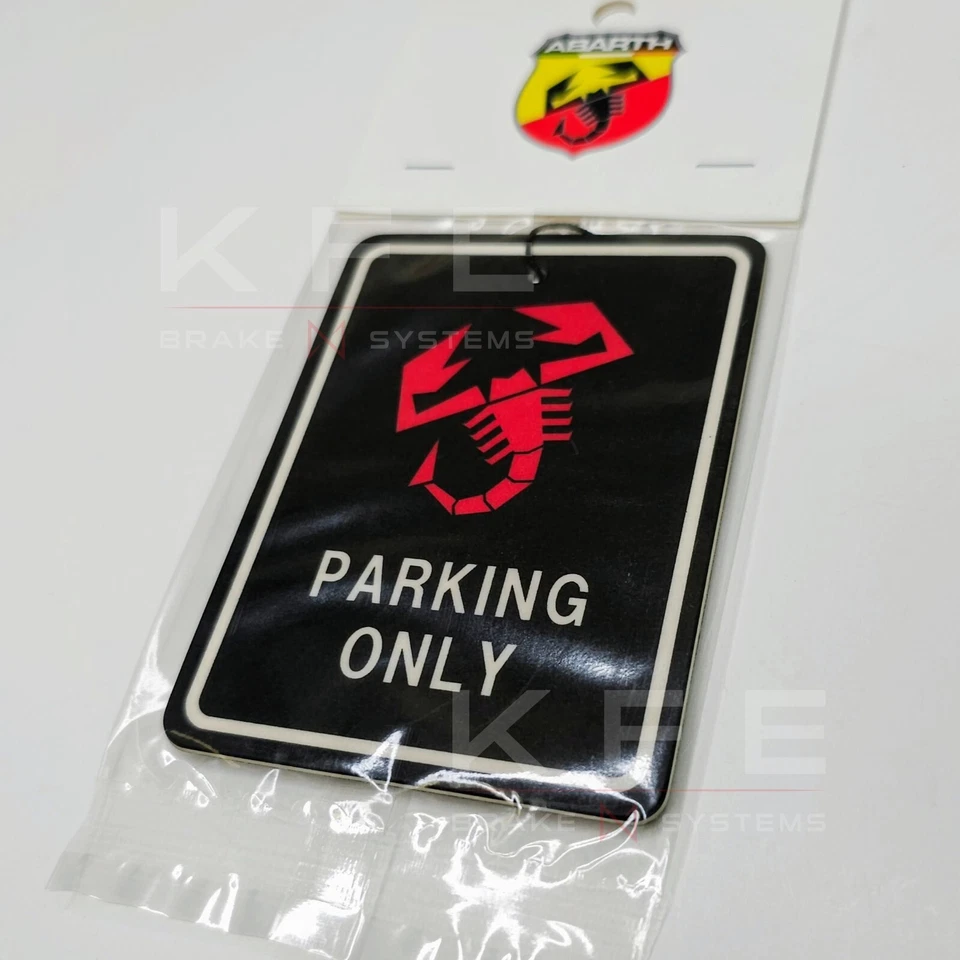 ABARTH
KFE
BRAKE N SYSTEMS
PARKING
ONLY
KFE
BRAKE N SYSTEMS